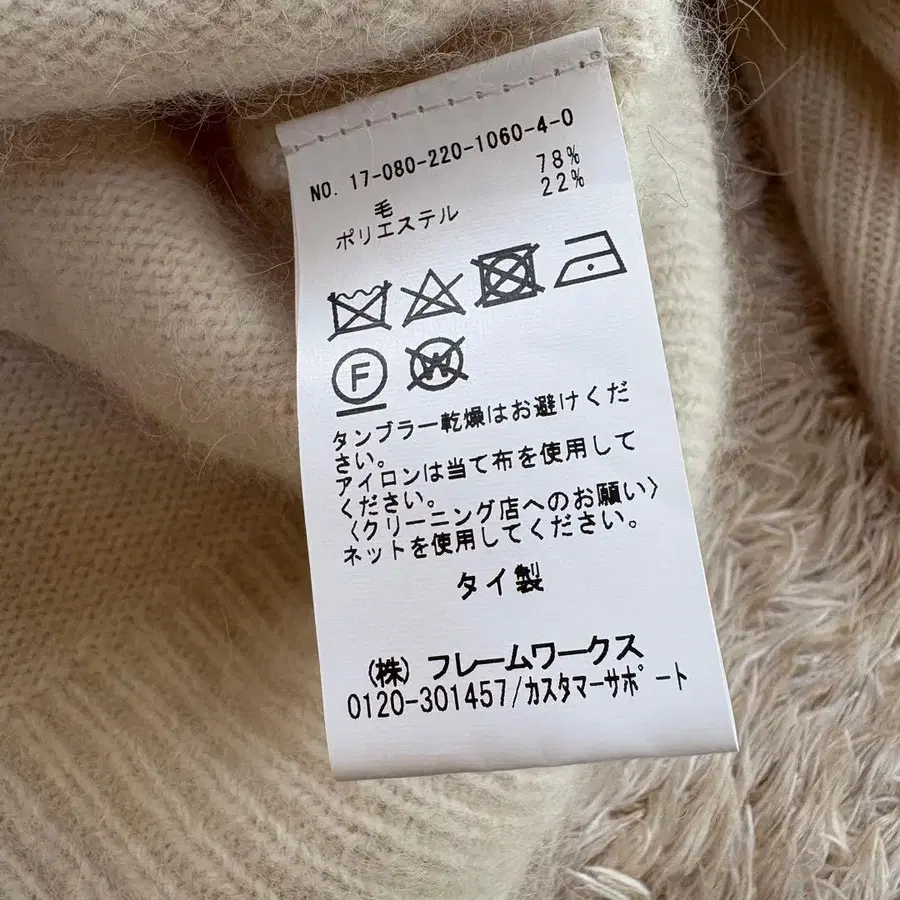 NO. 17-080-220-1060-4-0
毛 78%
ポリエステル 22%
F W
タンブラー乾燥はお避けくだ
さい。
アイロンは当て布を使用して
ください。
〈クリーニング店へのお願い〉
ネットを使用してください。
タイ製
(株) フレームワークス
0120-301457/カスタマーサポート